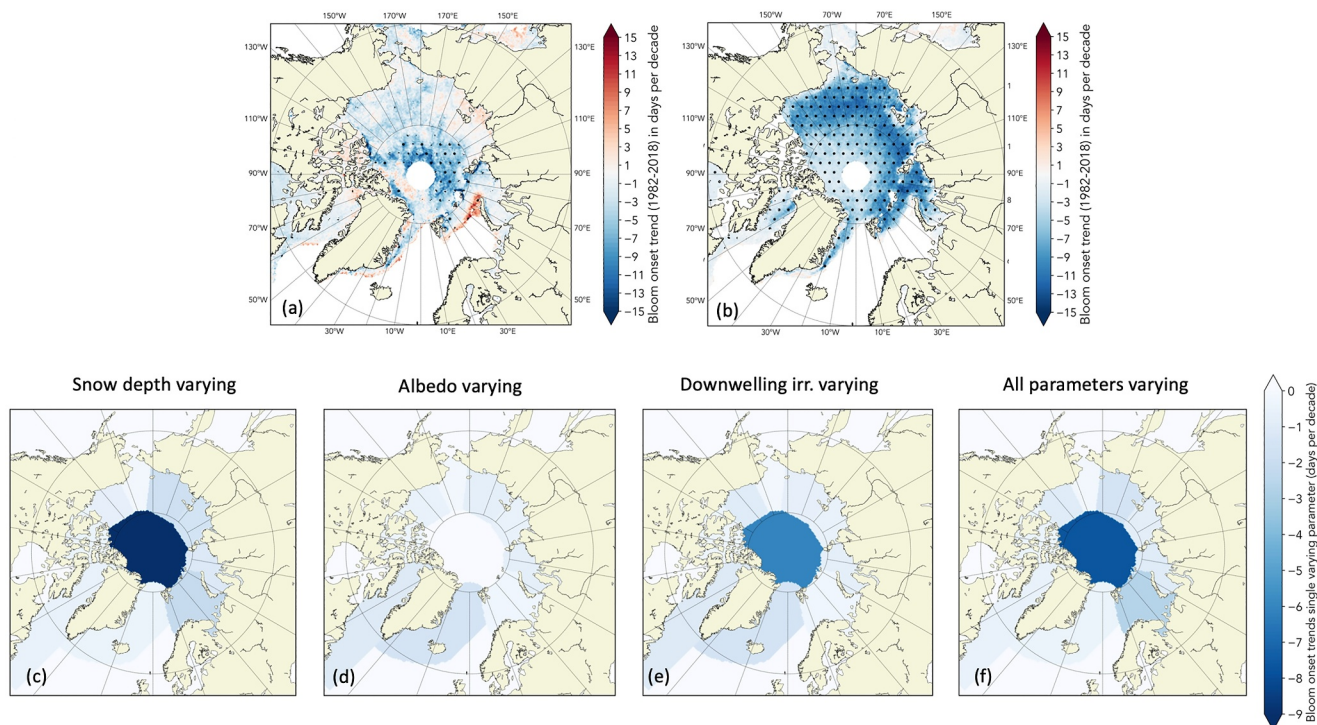 150°W 170°W 170°E 150°E
130°W 130°E
110°W 110°E
90°W 90°E
70°W 70°E
50°W 50°E
30°W 10°W 10°E 30°E
(a)
15
13
11
9
7
5
3
1
−1
−3
−5
−7
−9
−11
−13
−15
Bloom onset trend (1982-2018) in days per decade
150°W 70°W 70°E 150°E
130°W 130°E
110°W 1
90°W 1
70°W 8
50°W 50°E
30°W 10°W 10°E 30°E
(b)
15
13
11
9
7
5
3
1
−1
−3
−5
−7
−9
−11
−13
−15
Bloom onset trend (1982-2018) in days per decade
Snow depth varying
(c)
Albedo varying
(d)
Downwelling irr. varying
(e)
All parameters varying
(f)
0
−1
−2
−3
−4
−5
−6
−7
−8
−9
Bloom onset trends single varying parameter (days per decade)